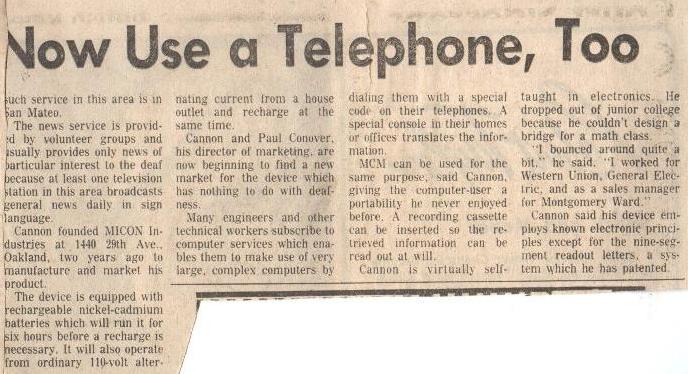 Now Use a Telephone, Too
such service in this area is in
San Mateo.
The news service is provid-
ed by volunteer groups and
usually provides only news of
particular interest to the deaf
because at least one television
station in this area broadcasts
general news daily in sign
language.
Cannon founded MICON In-
dustries at 1440 29th Ave.,
Oakland, two years ago to
manufacture and market his
product.
The device is equipped with
rechargeable nickel-cadmium
batteries which will run it for
six hours before a recharge is
necessary. It will also operate
from ordinary 110-volt alter-
nating current from a house
outlet and recharge at the
same time.
Cannon and Paul Conover,
his director of marketing, are
now beginning to find a new
market for the device which
has nothing to do with deaf-
ness.
Many engineers and other
technical workers subscribe to
computer services which ena-
bles them to make use of very
large, complex computers by
dialing them with a special
code on their telephones. A
special console in their homes
or offices translates the infor-
mation.
MCM can be used for the
same purpose, said Cannon,
giving the computer-user a
portability he never enjoyed
before. A recording cassette
can be inserted so the re-
trieved information can be
read out at will.
Cannon is virtually self-
taught in electronics. He
dropped out of junior college
because he couldn't design a
bridge for a math class.
"I bounced around quite a
bit," he said. "I worked for
Western Union, General Elec-
tric, and as a sales manager
for Montgomery Ward."
Cannon said his device em-
ploys known electronic princi-
ples except for the nine-seg-
ment readout letters, a sys-
tem which he has patented.